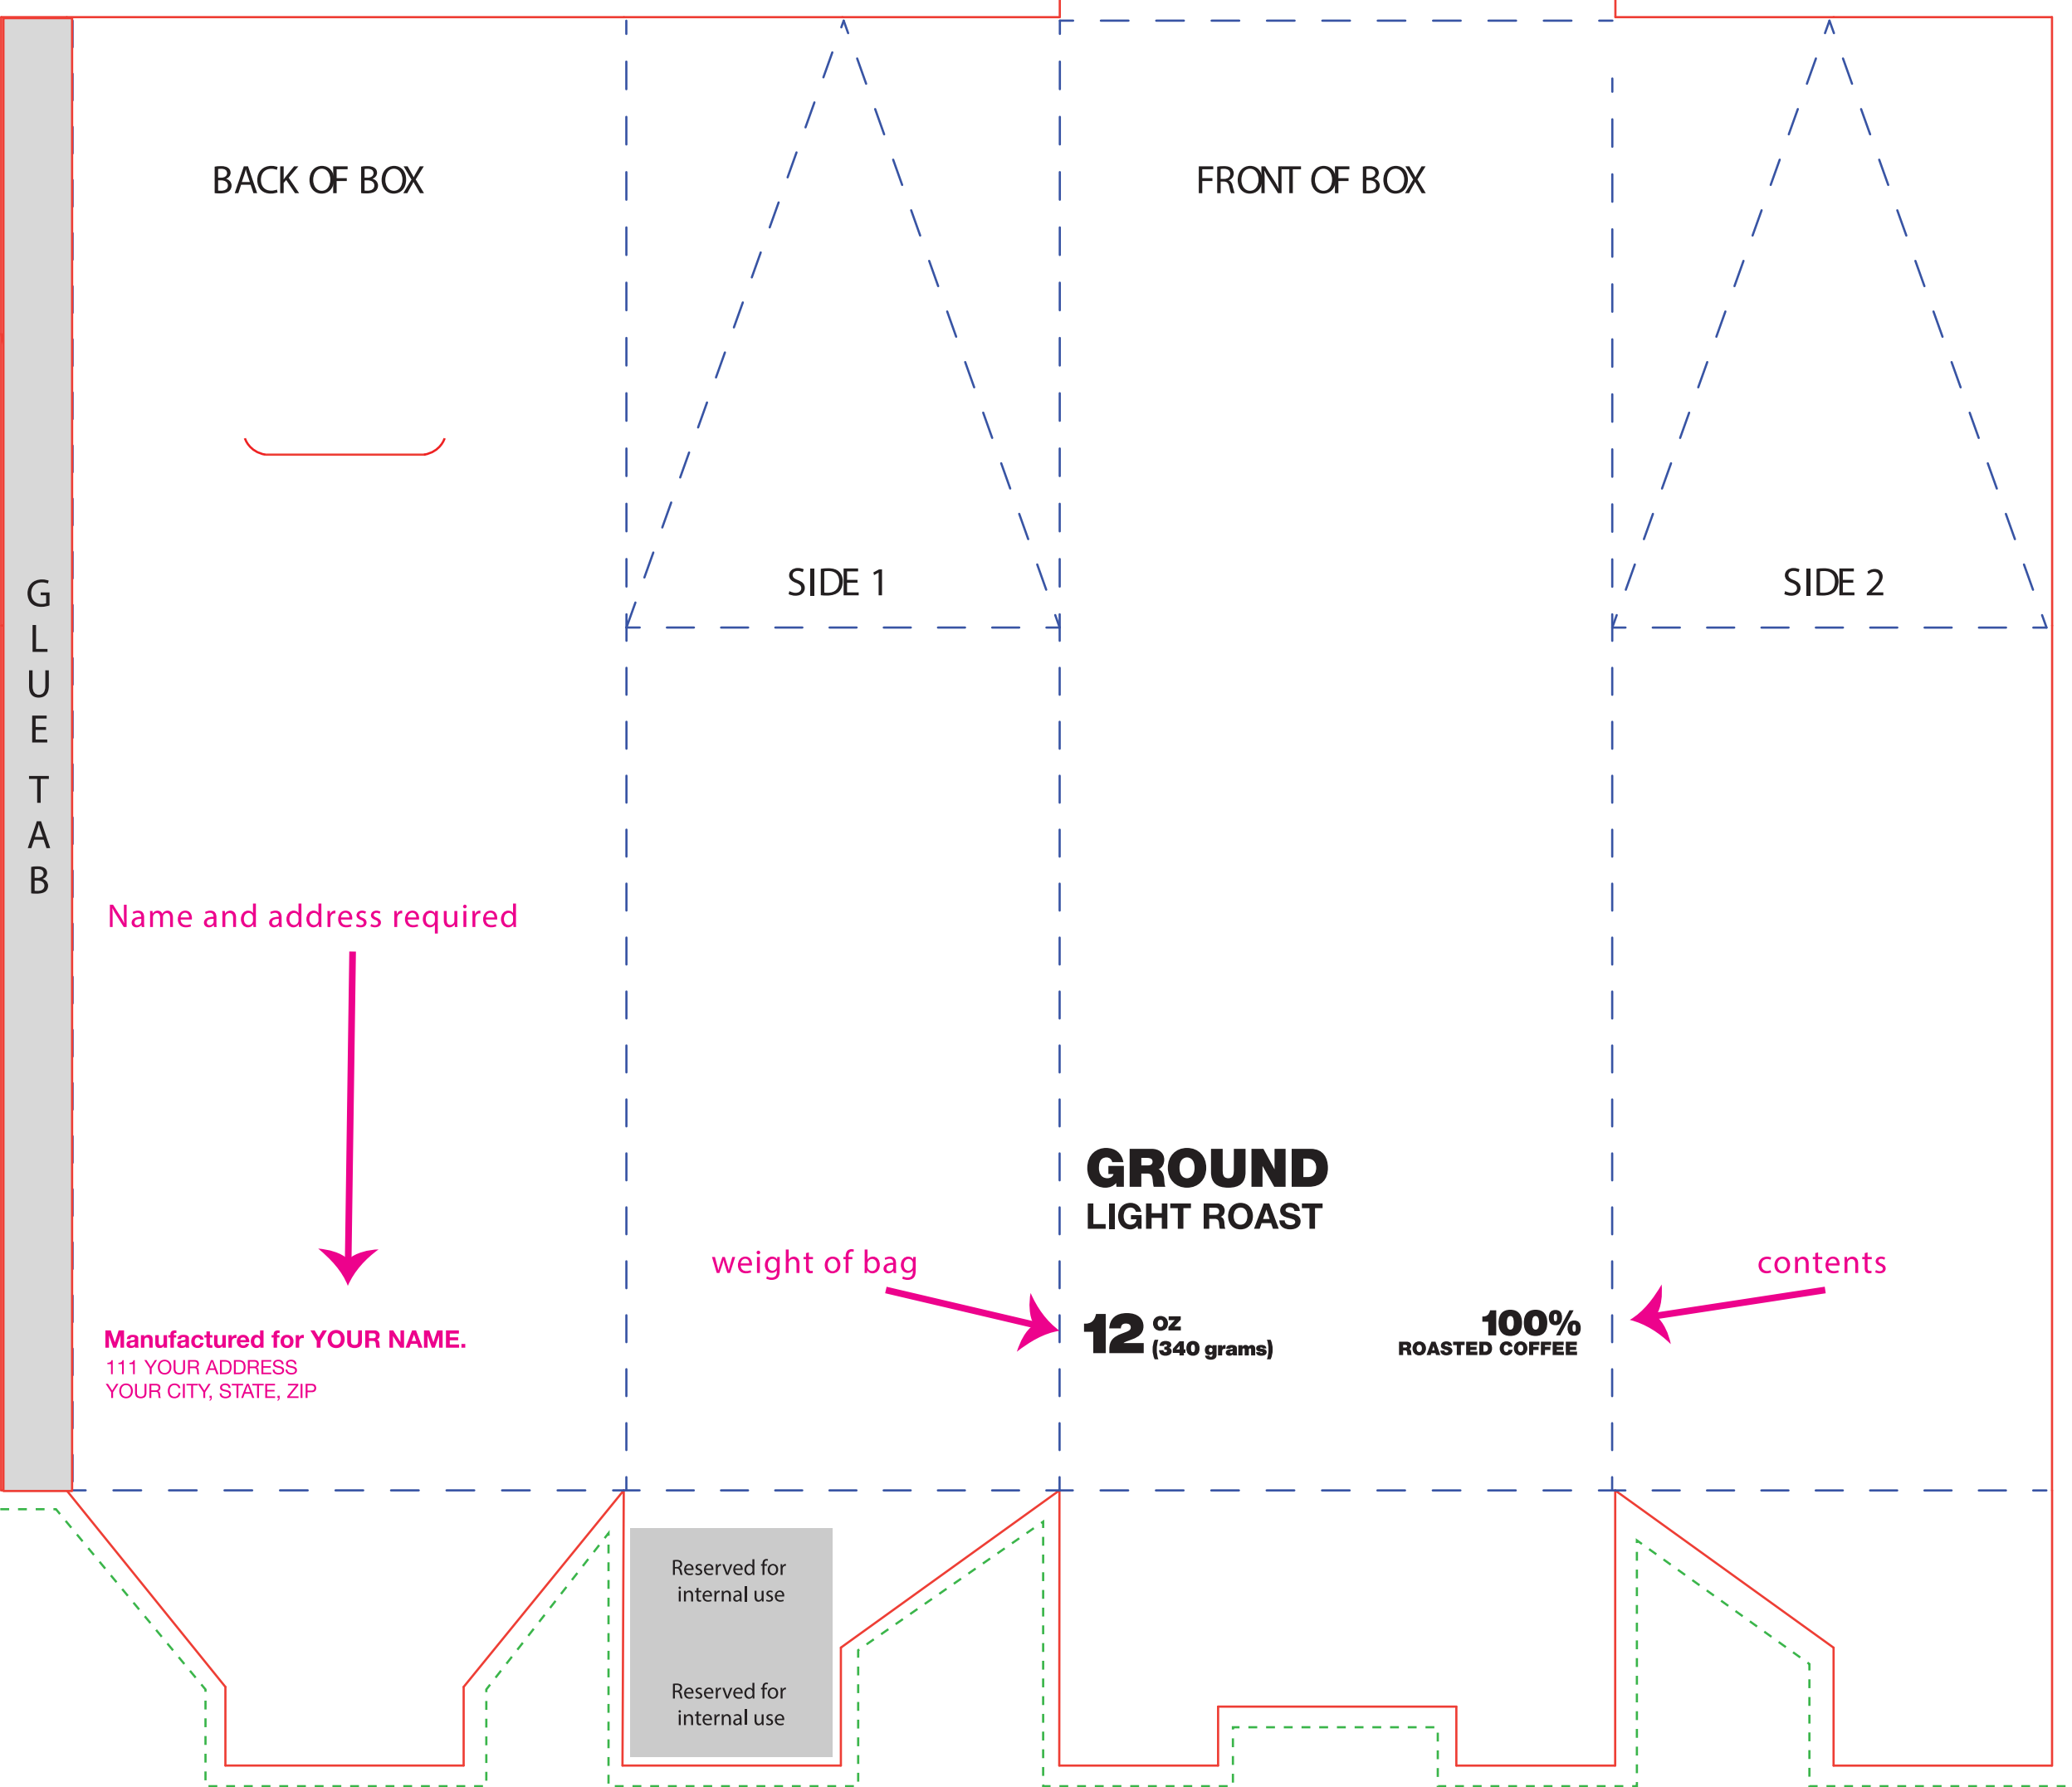 BACK OF BOX
FRONT OF BOX
SIDE 1
SIDE 2
GLUE TAB
Name and address required
Manufactured for YOUR NAME.
111 YOUR ADDRESS
YOUR CITY, STATE, ZIP
weight of bag
GROUND
LIGHT ROAST
12 oz
(340 grams)
contents
100%
ROASTED COFFEE
Reserved for
internal use
Reserved for
internal use